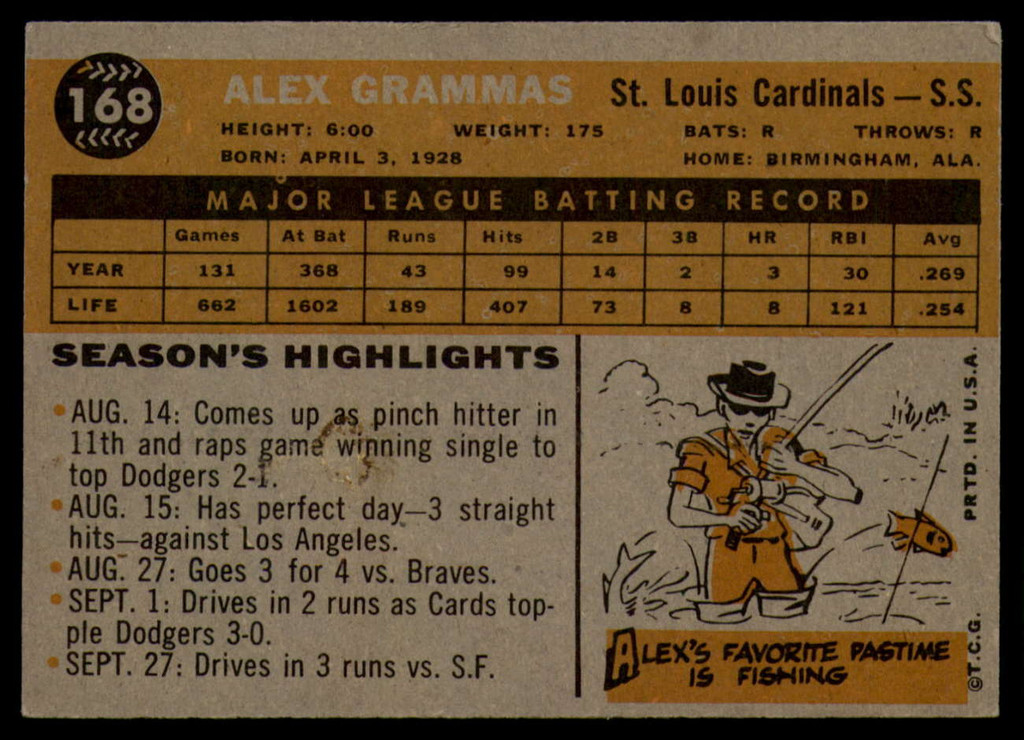 168
ALEX GRAMMAS St. Louis Cardinals — S.S.
HEIGHT: 6:00 WEIGHT: 175 BATS: R THROWS: R
BORN: APRIL 3, 1928 HOME: BIRMINGHAM, ALA.
MAJOR LEAGUE BATTING RECORD
Games At Bat Runs Hits 2B 3B HR RBI Avg
YEAR 131 368 43 99 14 2 3 30 .269
LIFE 662 1602 189 407 73 8 8 121 .254
SEASON'S HIGHLIGHTS
• AUG. 14: Comes up as pinch hitter in
11th and raps game winning single to
top Dodgers 2-1.
• AUG. 15: Has perfect day—3 straight
hits—against Los Angeles.
• AUG. 27: Goes 3 for 4 vs. Braves.
• SEPT. 1: Drives in 2 runs as Cards top-
ple Dodgers 3-0.
• SEPT. 27: Drives in 3 runs vs. S.F.
ALEX'S FAVORITE PASTIME
IS FISHING
PRTD. IN U.S.A.
©T.C.G.